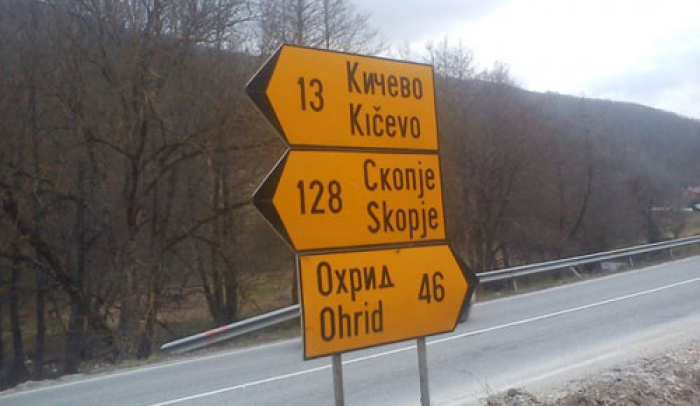 13 Кичево
Kičevo
128 Скопје
Skopje
Охрид 46
Ohrid